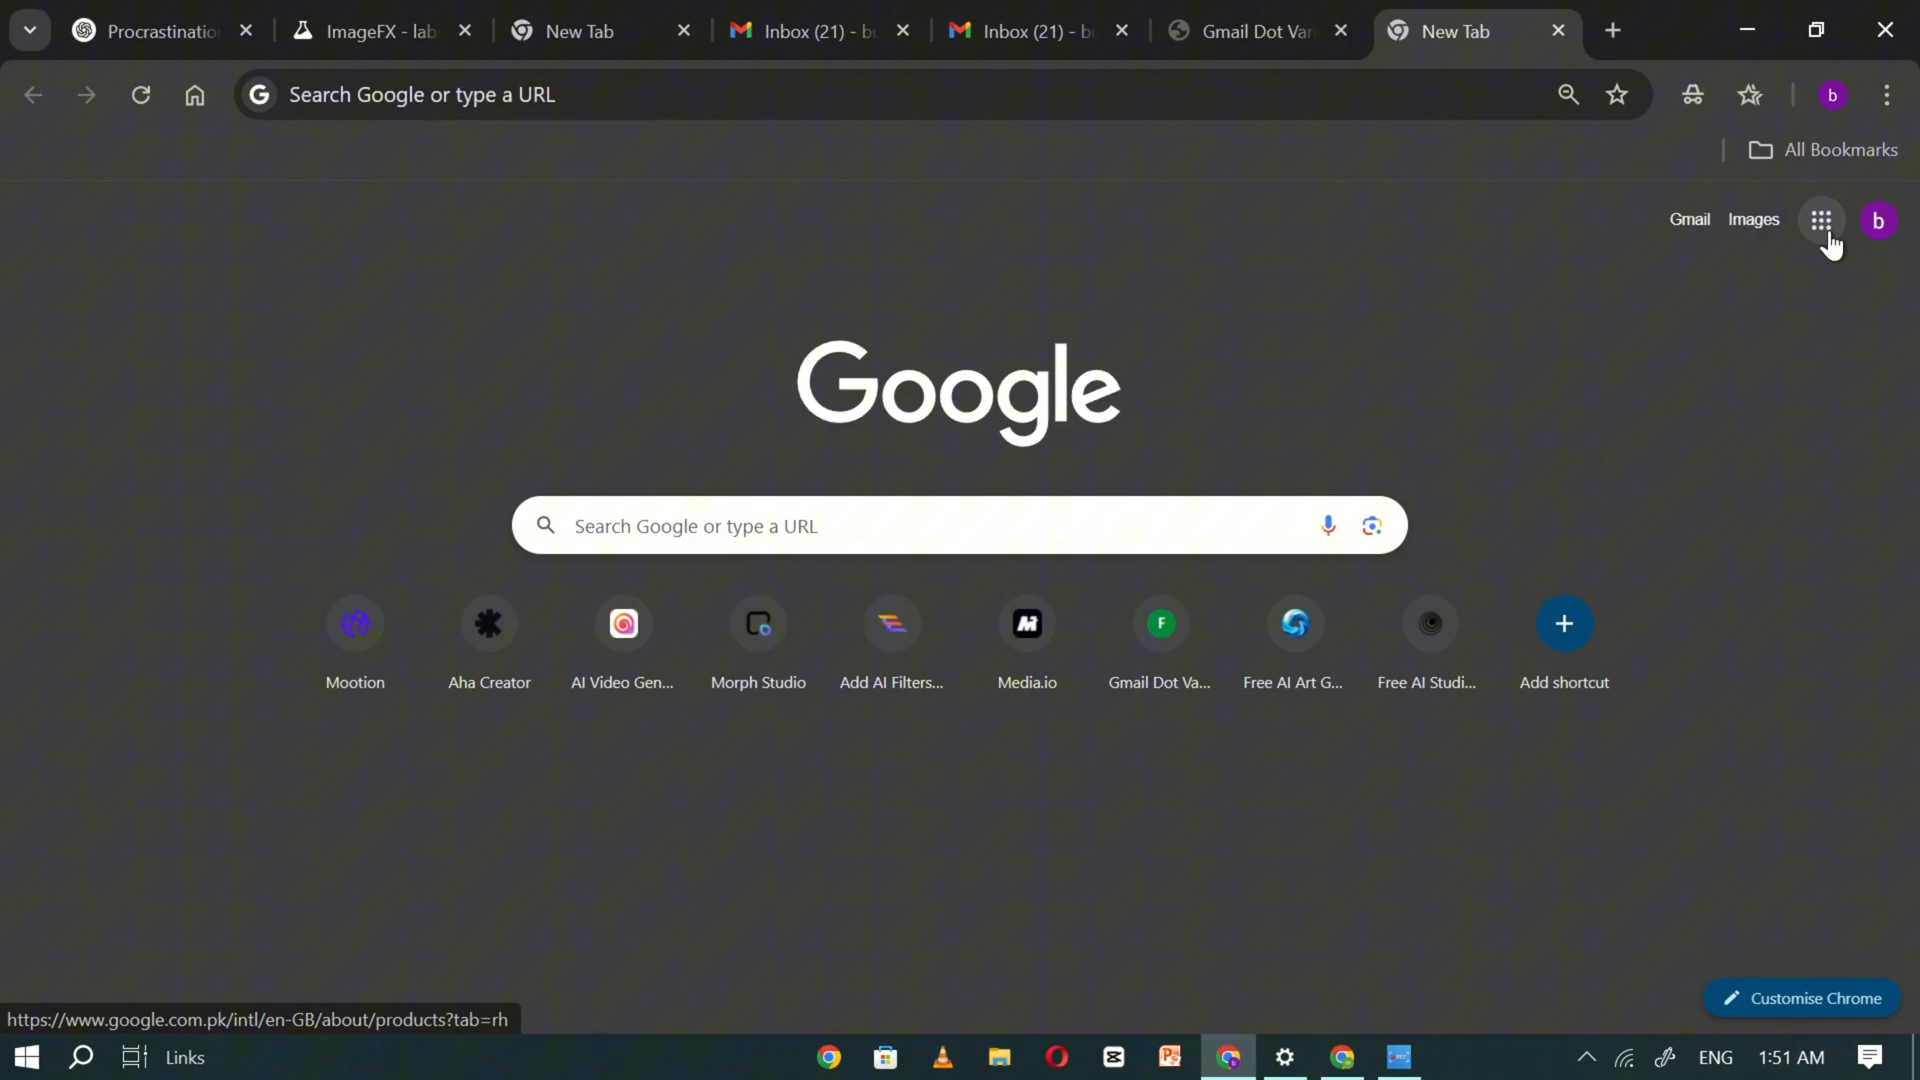 Procrastinatio
ImageFX - lab
New Tab
Inbox (21) - b
Inbox (21) - b
Gmail Dot Var
New Tab
Search Google or type a URL
b
All Bookmarks
Gmail Images
b
Google
Search Google or type a URL
Mootion
Aha Creator
AI Video Gen...
Morph Studio
Add AI Filters...
Media.io
F
Gmail Dot Va...
Free AI Art G...
Free AI Studi...
Add shortcut
Customise Chrome
https://www.google.com.pk/intl/en-GB/about/products?tab=rh
Links
ENG
1:51 AM